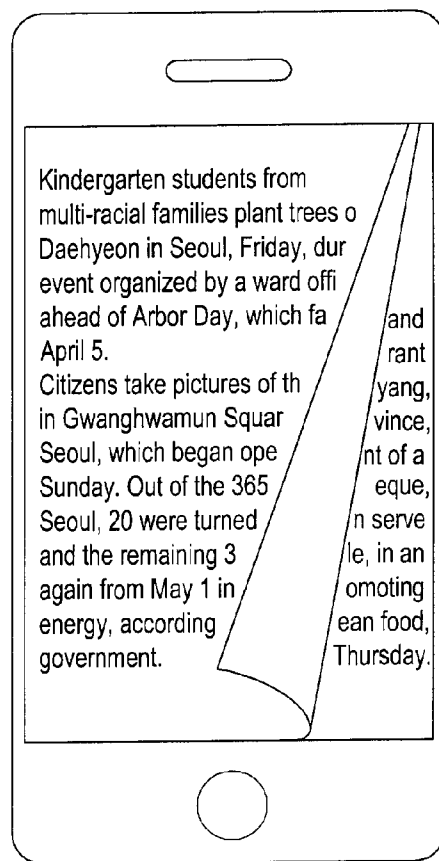 Kindergarten students from
multi-racial families plant trees o
Daehyeon in Seoul, Friday, dur
event organized by a ward offi
ahead of Arbor Day, which fa
April 5.
Citizens take pictures of th
in Gwanghwamun Squar
Seoul, which began ope
Sunday. Out of the 365
Seoul, 20 were turned
and the remaining 3
again from May 1 in
energy, according
government.
and
rant
yang,
vince,
nt of a
eque,
n serve
le, in an
omoting
ean food,
Thursday.